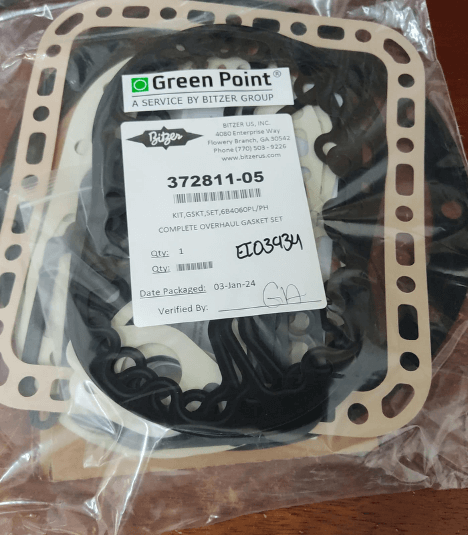 Green Point®
A SERVICE BY BITZER GROUP
Bitzer
BITZER US, INC.
4080 Enterprise Way
Flowery Branch, GA 30542
Phone (770) 503 - 9226
www.bitzerus.com
372811-05
KIT,GSKT,SET,6B4060PL/PH
COMPLETE OVERHAUL GASKET SET
Qty: 1
EI03434
Qty:
Date Packaged: 03-Jan-24
Verified By: GA